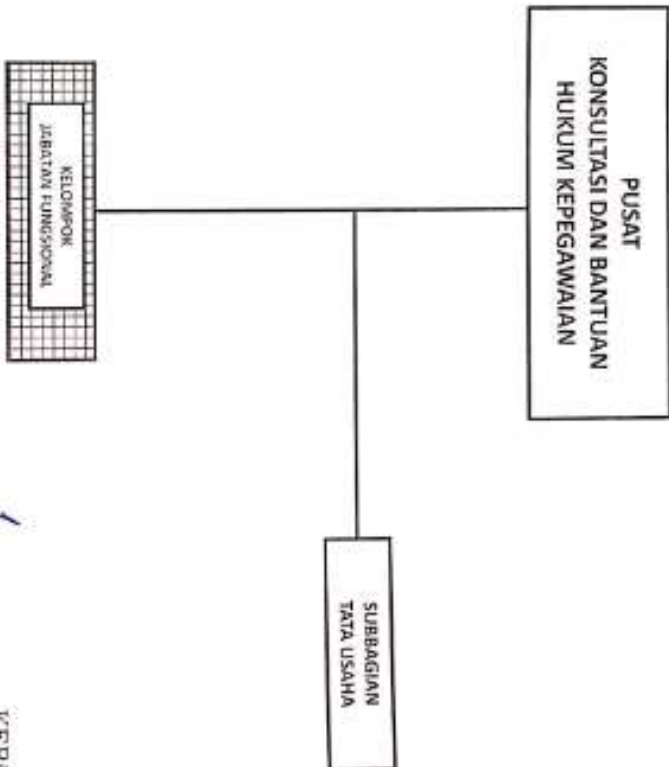 PUSAT
KONSULTASI DAN BANTUAN
HUKUM KEPEGAWAIAN
SUBBAGIAN
TATA USAHA
KELOMPOK
JABATAN FUNGSIONAL